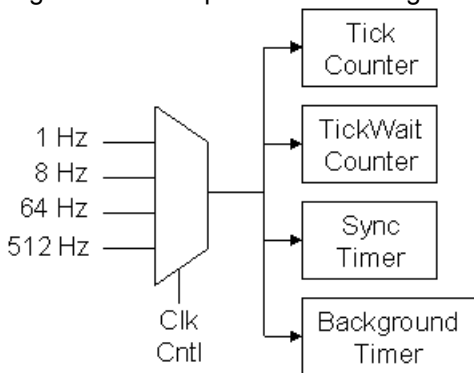 Tick
Counter
TickWait
Counter
1 Hz
8 Hz
64 Hz
512 Hz
Sync
Timer
Clk
Cntl
Background
Timer